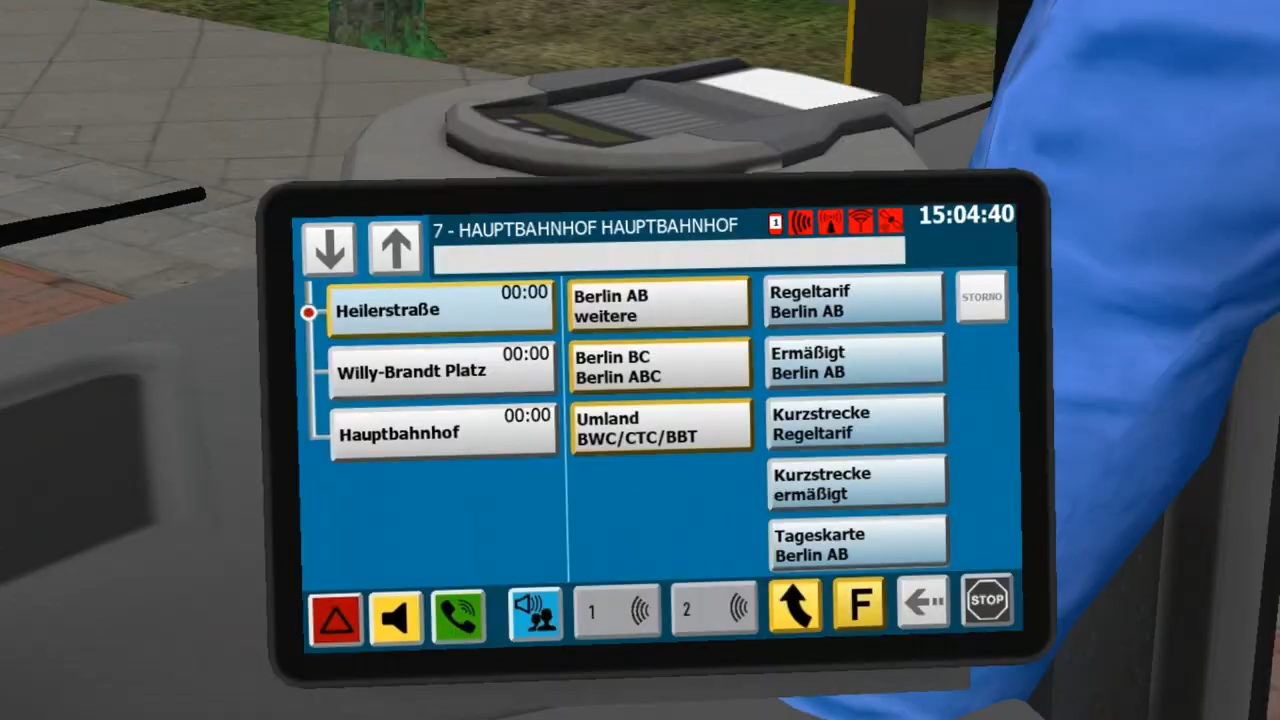 7 - HAUPTBAHNHOF HAUPTBAHNHOF
1
15:04:40
00:00
Heilerstraße
00:00
Willy-Brandt Platz
00:00
Hauptbahnhof
Berlin AB
weitere
Berlin BC
Berlin ABC
Umland
BWC/CTC/BBT
Regeltarif
Berlin AB
Ermäßigt
Berlin AB
Kurzstrecke
Regeltarif
Kurzstrecke
ermäßigt
Tageskarte
Berlin AB
STORNO
1
2
F
STOP